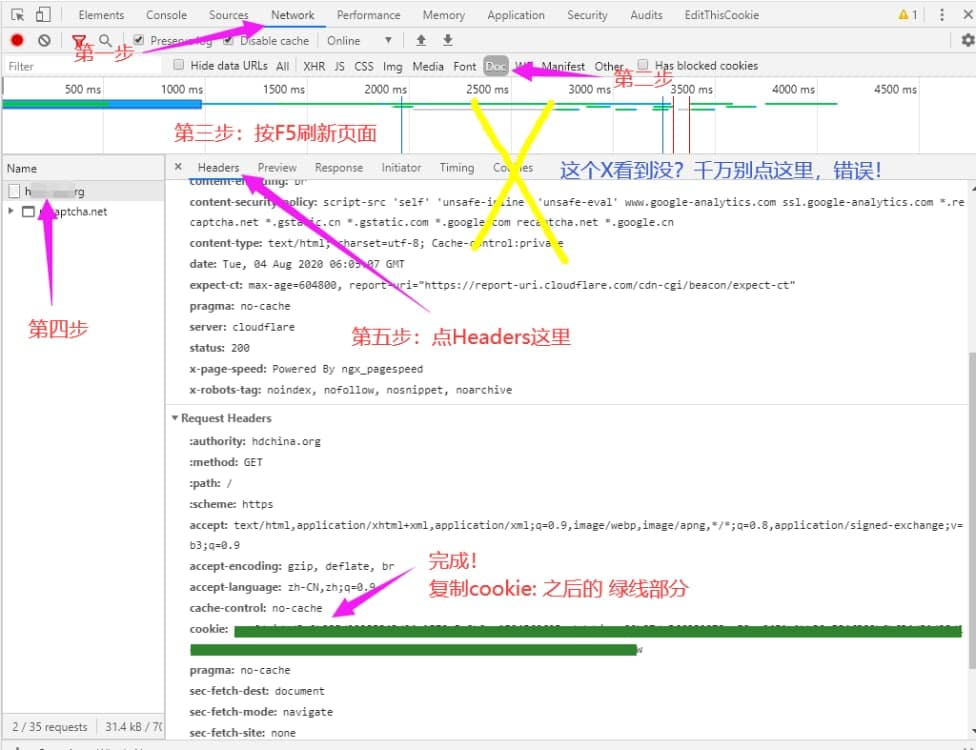 Elements Console Sources Network Performance Memory Application Security Audits EditThisCookie 1
第一步 Preserve log Disable cache Online
Filter Hide data URLs All XHR JS CSS Img Media Font Doc WS Manifest Other Has blocked cookies
第二步
500 ms 1000 ms 1500 ms 2000 ms 2500 ms 3000 ms 3500 ms 4000 ms 4500 ms
第三步：按F5刷新页面
Name
Headers Preview Response Initiator Timing Cookies
这个X看到没？千万别点这里，错误！
content-encoding: br
content-security-policy: script-src 'self' 'unsafe-inline' 'unsafe-eval' www.google-analytics.com ssl.google-analytics.com *.re
captcha.net *.gstatic.cn *.gstatic.com *.google.com recaptcha.net *.google.cn
content-type: text/html; charset=utf-8; Cache-control:private
date: Tue, 04 Aug 2020 06:05:07 GMT
expect-ct: max-age=604800, report-uri="https://report-uri.cloudflare.com/cdn-cgi/beacon/expect-ct"
pragma: no-cache
server: cloudflare
status: 200
x-page-speed: Powered By ngx_pagespeed
x-robots-tag: noindex, nofollow, nosnippet, noarchive
第四步
第五步：点Headers这里
Request Headers
:authority: hdchina.org
:method: GET
:path: /
:scheme: https
accept: text/html,application/xhtml+xml,application/xml;q=0.9,image/webp,image/apng,*/*;q=0.8,application/signed-exchange;v=
b3;q=0.9
accept-encoding: gzip, deflate, br
accept-language: zh-CN,zh;q=0.9
cache-control: no-cache
完成！
复制cookie: 之后的 绿线部分
cookie:
pragma: no-cache
sec-fetch-dest: document
sec-fetch-mode: navigate
sec-fetch-site: none
2 / 35 requests 31.4 kB / 70